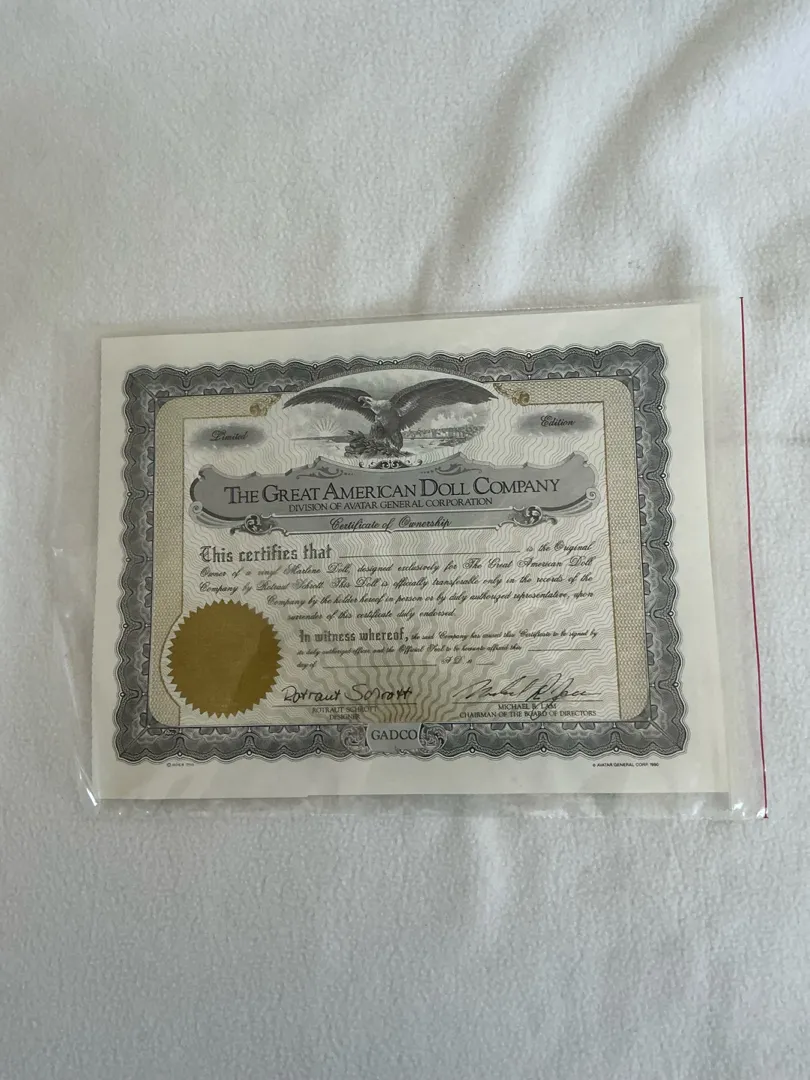 Limited
Edition
THE GREAT AMERICAN DOLL COMPANY
DIVISION OF AVATAR GENERAL CORPORATION
Certificate of Ownership
This certifies that is the Original
Owner of a vinyl Marlene Doll, designed exclusively for The Great American Doll
Company by Rotraut Schrott. This Doll is officially transferable only in the records of the
Company by the holder hereof in person or by duly authorized representative, upon
surrender of this certificate duly endorsed.
In witness whereof, the said Company has caused this Certificate to be signed by
its duly authorized officer and the Official Seal to be hereunto affixed this
day of A.D. 19
Rotraut Schrott
ROTRAUT SCHROTT
MICHAEL R. LAM
DESIGNER
CHAIRMAN OF THE BOARD OF DIRECTORS
GADCO
© AVATAR GENERAL CORP.